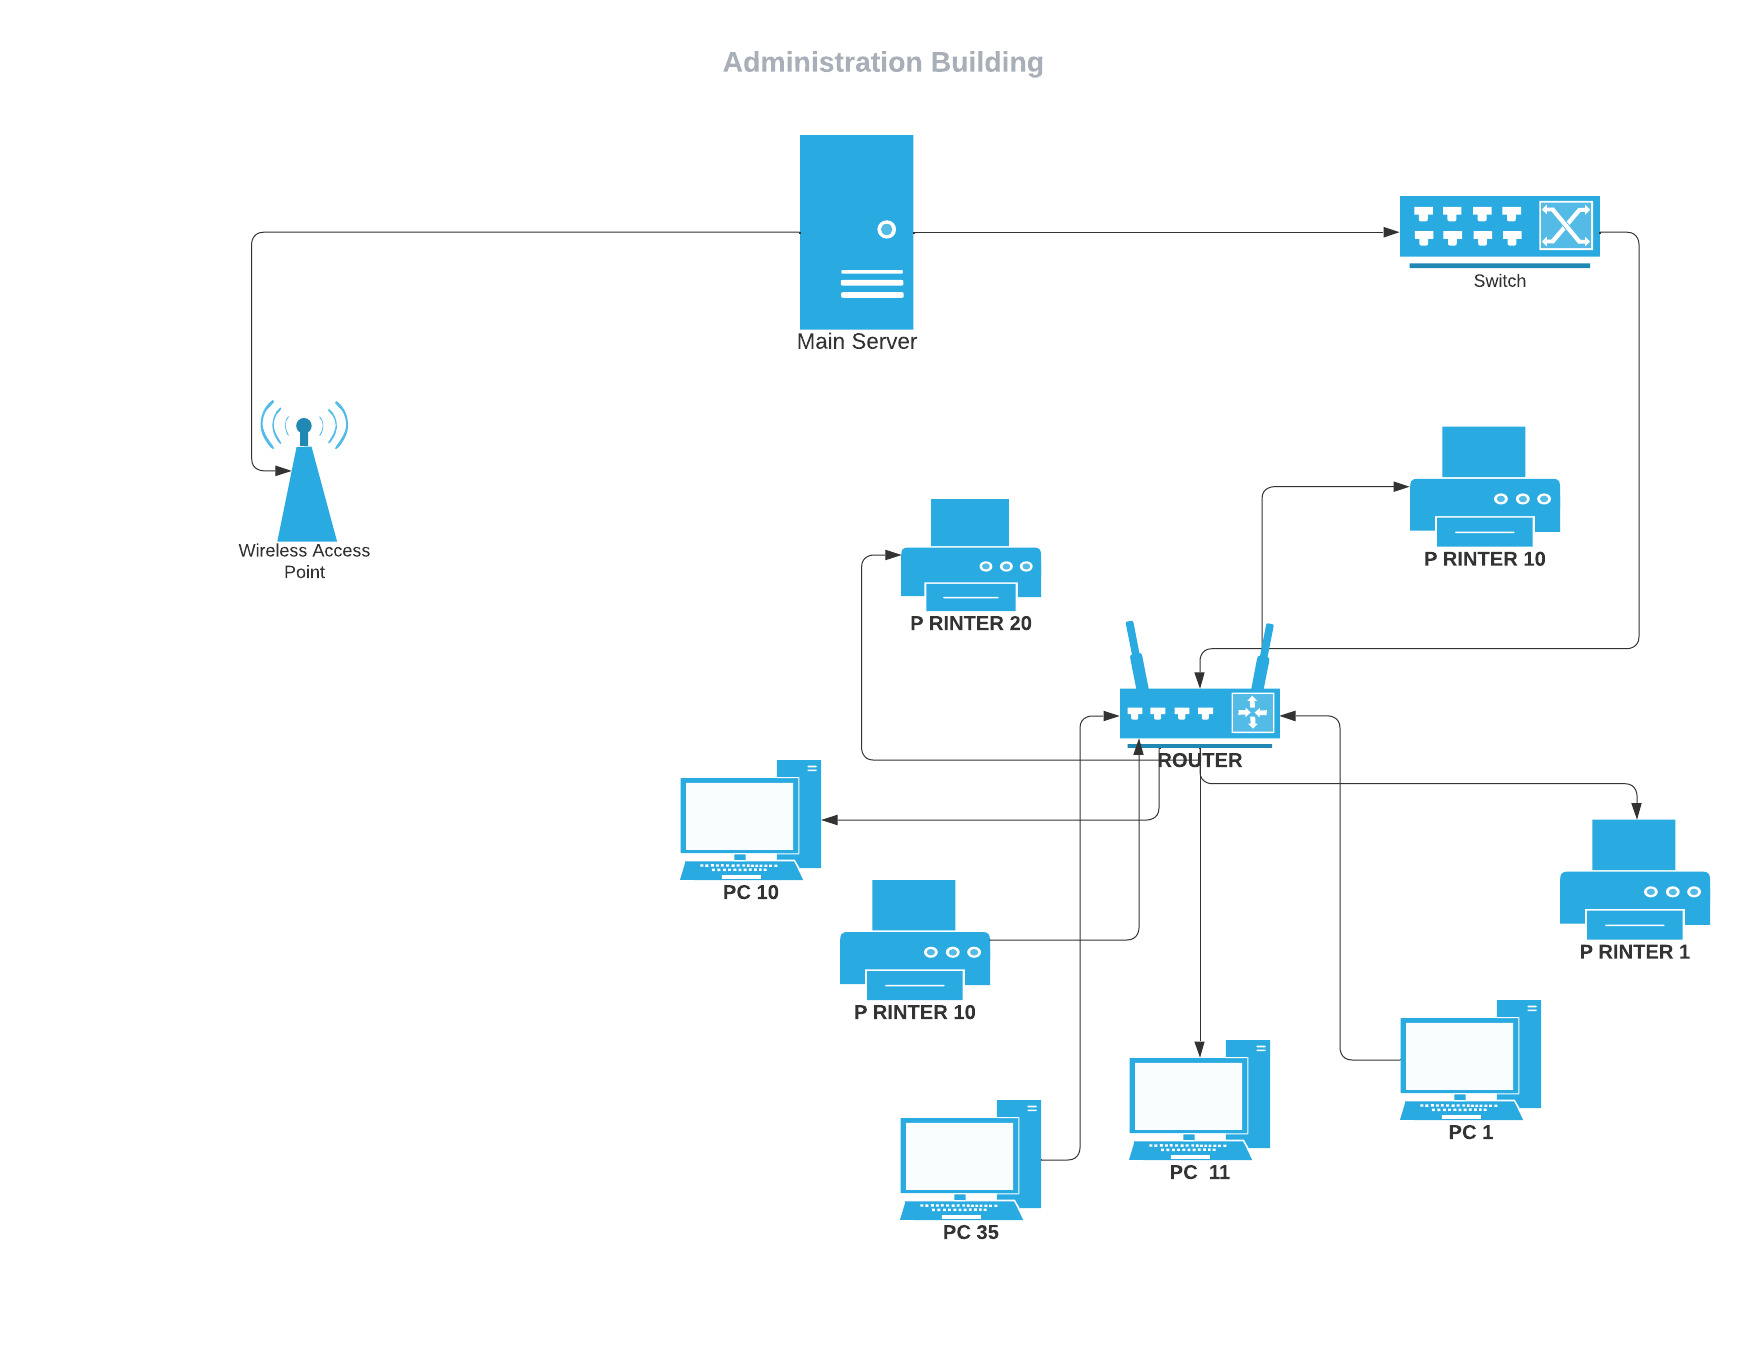 Administration Building
Main Server
Switch
Wireless Access
Point
P RINTER 10
P RINTER 20
ROUTER
PC 10
P RINTER 1
P RINTER 10
PC 1
PC  11
PC 35